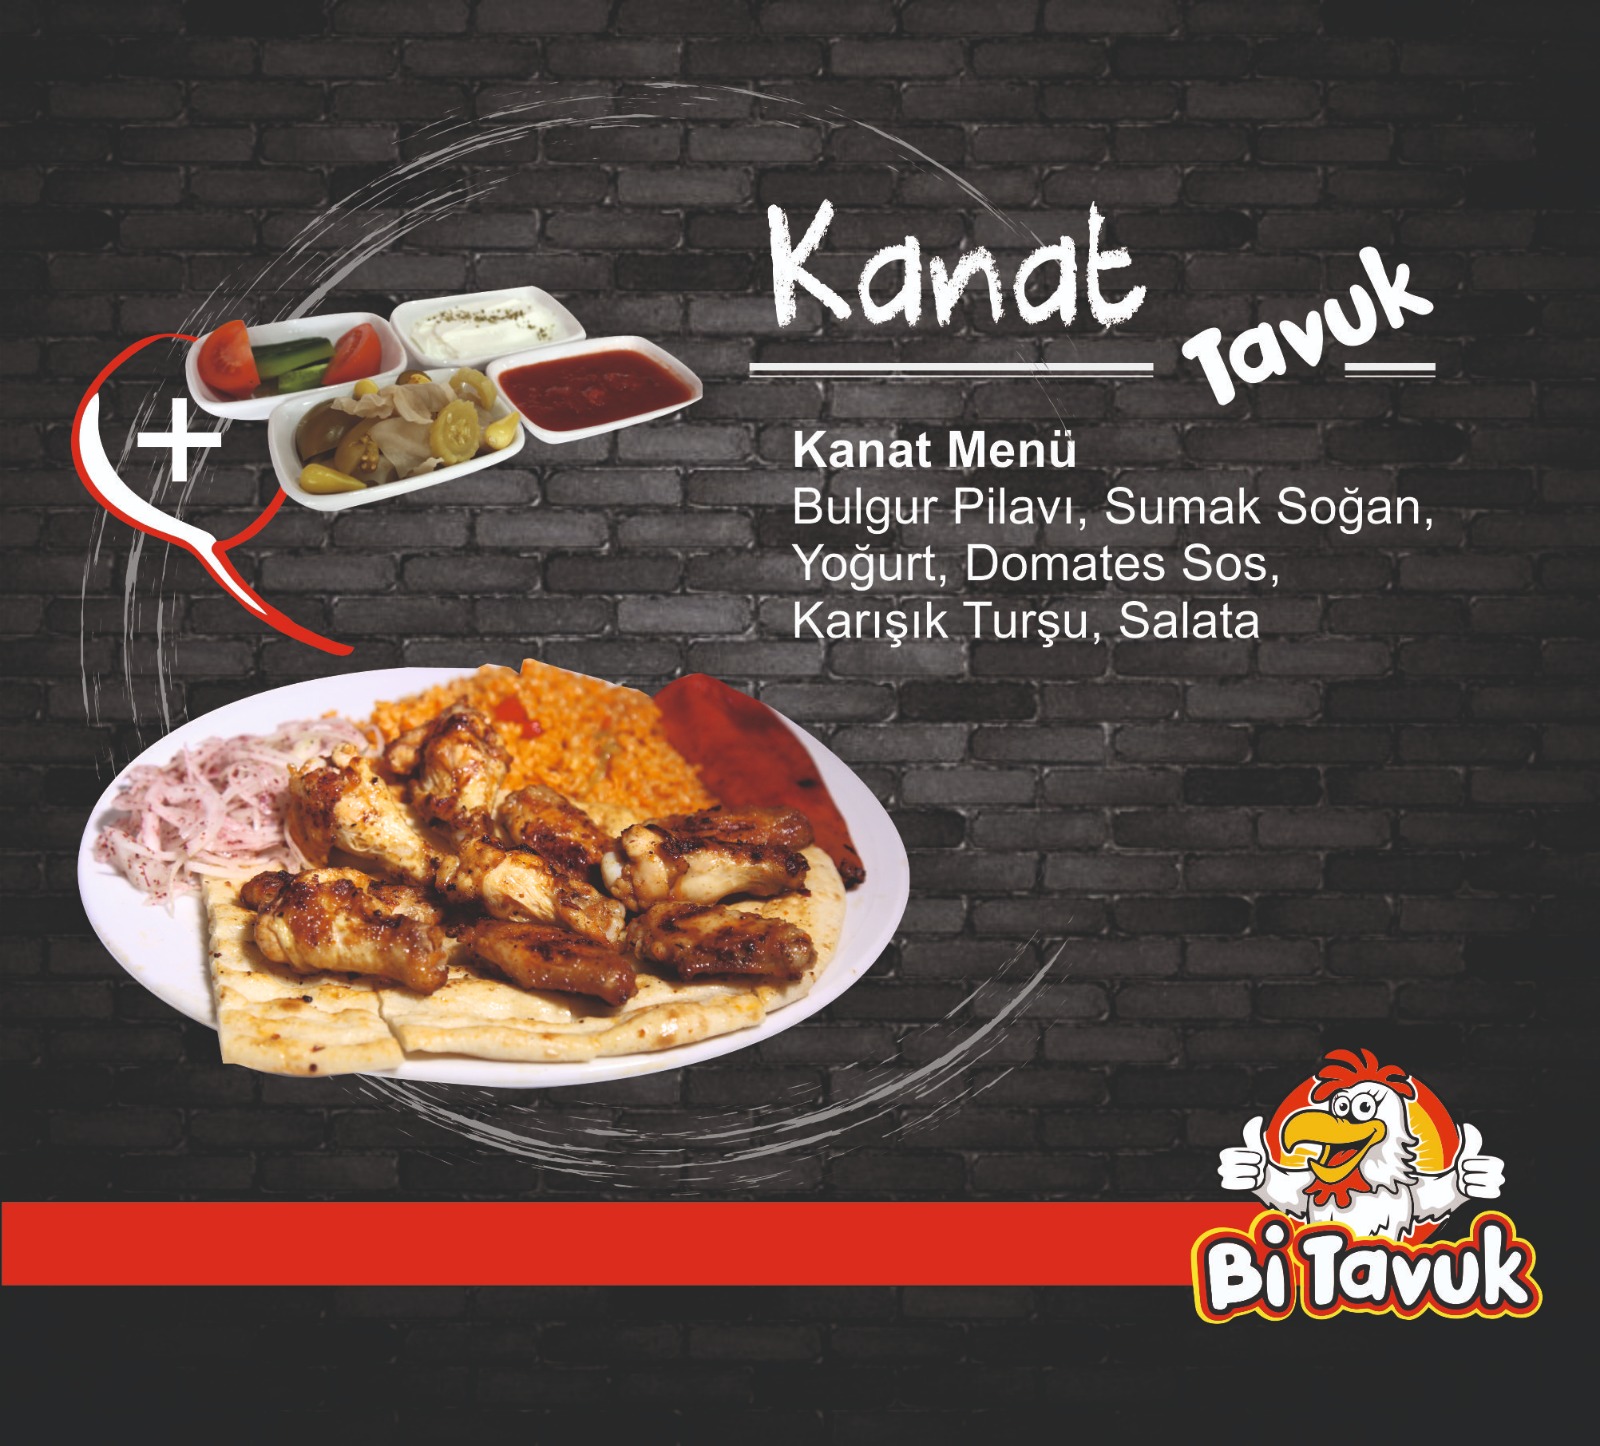 Kanat
Tavuk
Kanat Menü
Bulgur Pilavı, Sumak Soğan,
Yoğurt, Domates Sos,
Karışık Turşu, Salata
+
Bi Tavuk